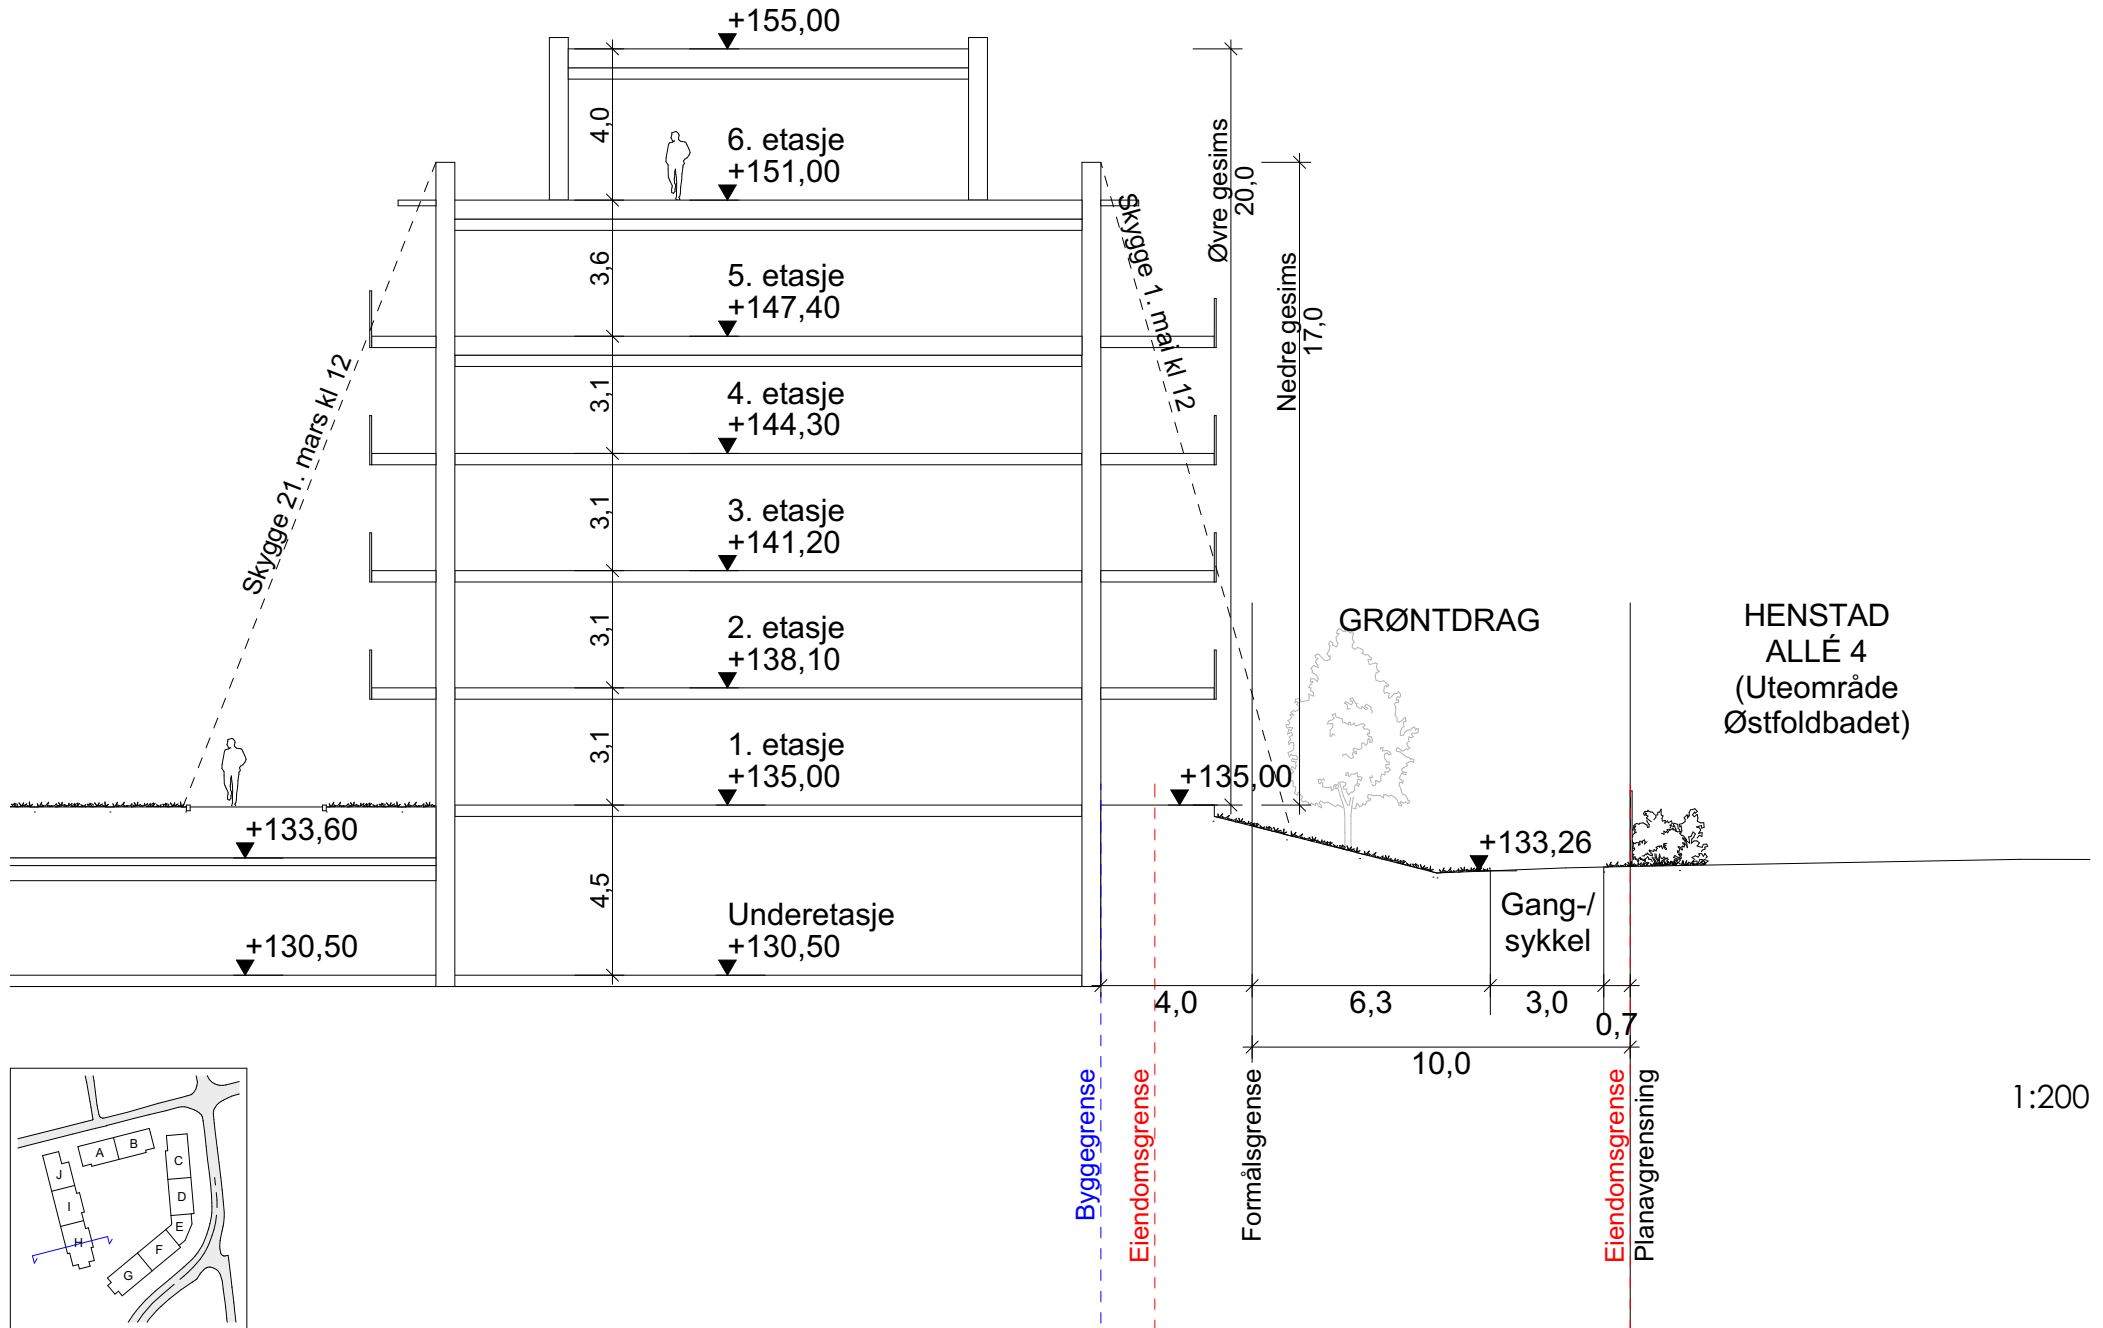 +155,00
4,0
6. etasje
+151,00
3,6
5. etasje
+147,40
3,1
4. etasje
+144,30
3,1
3. etasje
+141,20
3,1
2. etasje
+138,10
3,1
1. etasje
+135,00
4,5
Underetasje
+130,50
Skygge 21. mars kl 12
+133,60
+130,50
Skygge 1. mai kl 12
Øvre gesims
20,0
Nedre gesims
17,0
+135,00
GRØNTDRAG
HENSTAD
ALLÉ 4
(Uteområde
Østfoldbadet)
+133,26
Gang-/
sykkel
4,0
6,3
3,0
0,7
10,0
Byggegrense
Eiendomsgrense
Formålsgrense
Eiendomsgrense
Planavgrensning
1:200
A
B
C
D
E
F
G
H
I
J